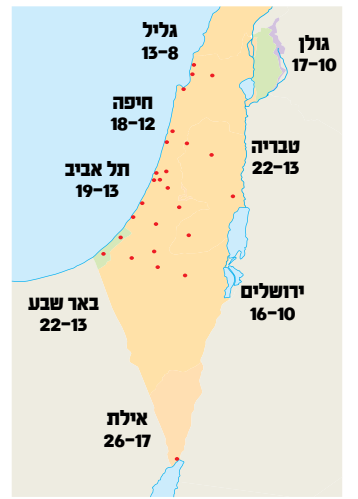 גליל
13-8
גולן
17-10
חיפה
18-12
טבריה
22-13
תל אביב
19-13
ירושלים
16-10
באר שבע
22-13
אילת
26-17